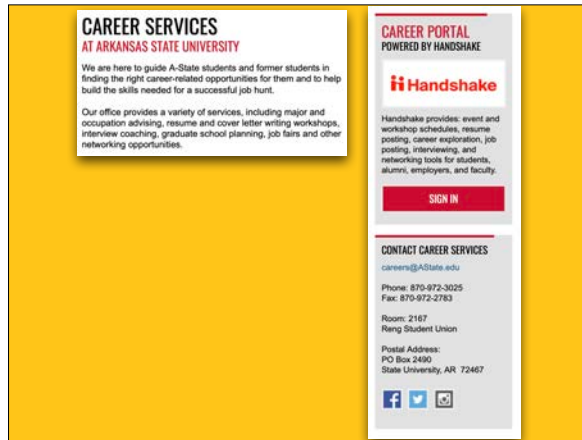 CAREER SERVICES
AT ARKANSAS STATE UNIVERSITY
We are here to guide A-State students and former students in
finding the right career-related opportunities for them and to help
build the skills needed for a successful job hunt.
Our office provides a variety of services, including major and
occupation advising, resume and cover letter writing workshops,
interview coaching, graduate school planning, job fairs and other
networking opportunities.
CAREER PORTAL
POWERED BY HANDSHAKE
Handshake
Handshake provides: event and
workshop schedules, resume
posting, career exploration, job
posting, interviewing, and
networking tools for students,
alumni, employers, and faculty.
SIGN IN
CONTACT CAREER SERVICES
careers@AState.edu
Phone: 870-972-3025
Fax: 870-972-2783
Room: 2167
Reng Student Union
Postal Address:
PO Box 2490
State University, AR 72467